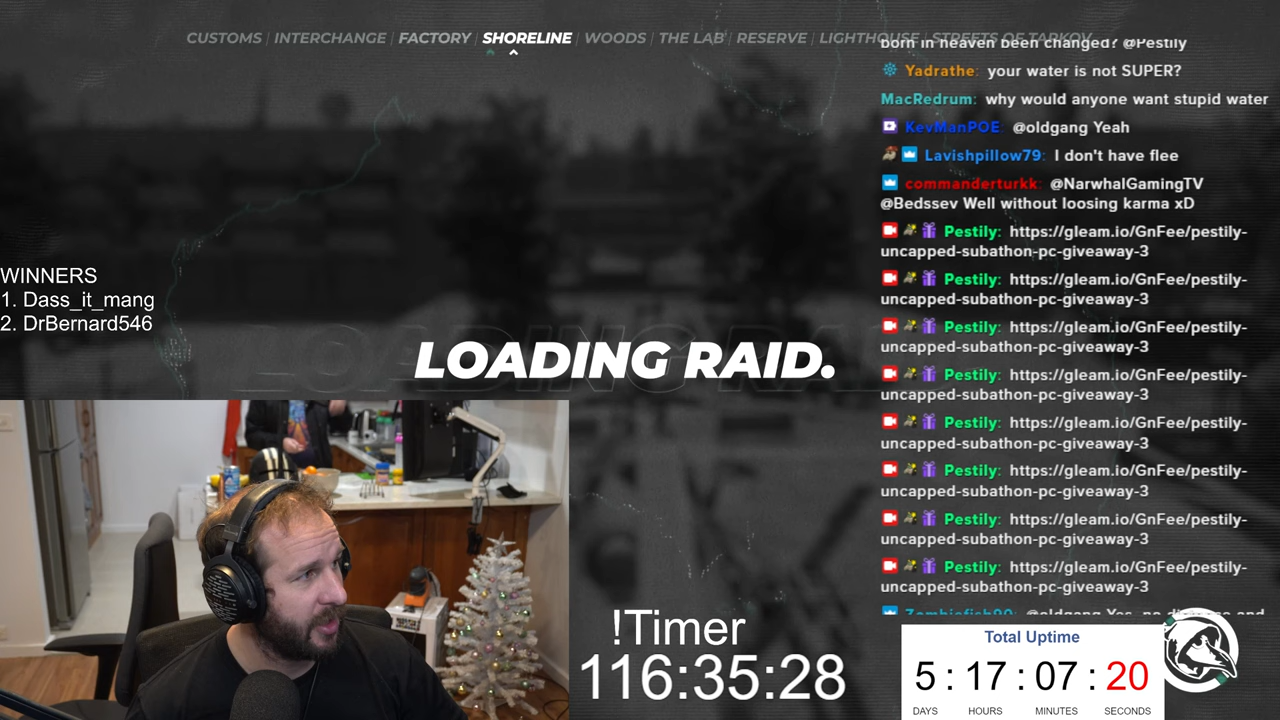 CUSTOMS | INTERCHANGE | FACTORY | SHORELINE | WOODS | THE LAB | RESERVE | LIGHTHOUSE | STREETS OF TARKOV
born in heaven been changed? @Pestily
Yadrathe: your water is not SUPER?
MacRedrum: why would anyone want stupid water
KevManPOE: @oldgang Yeah
Lavishpillow79: I don't have flee
commanderturkk: @NarwhalGamingTV
@Bedssev Well without loosing karma xD
Pestily: https://gleam.io/GnFee/pestily-
uncapped-subathon-pc-giveaway-3
Pestily: https://gleam.io/GnFee/pestily-
uncapped-subathon-pc-giveaway-3
Pestily: https://gleam.io/GnFee/pestily-
uncapped-subathon-pc-giveaway-3
Pestily: https://gleam.io/GnFee/pestily-
uncapped-subathon-pc-giveaway-3
Pestily: https://gleam.io/GnFee/pestily-
uncapped-subathon-pc-giveaway-3
Pestily: https://gleam.io/GnFee/pestily-
uncapped-subathon-pc-giveaway-3
Pestily: https://gleam.io/GnFee/pestily-
uncapped-subathon-pc-giveaway-3
Pestily: https://gleam.io/GnFee/pestily-
uncapped-subathon-pc-giveaway-3
@oldgang Yes, no
WINNERS
1. Dass_it_mang
2. DrBernard546
LOADING RAID.
!Timer
116:35:28
Total Uptime
5 : 17 : 07 : 20
DAYS HOURS MINUTES SECONDS